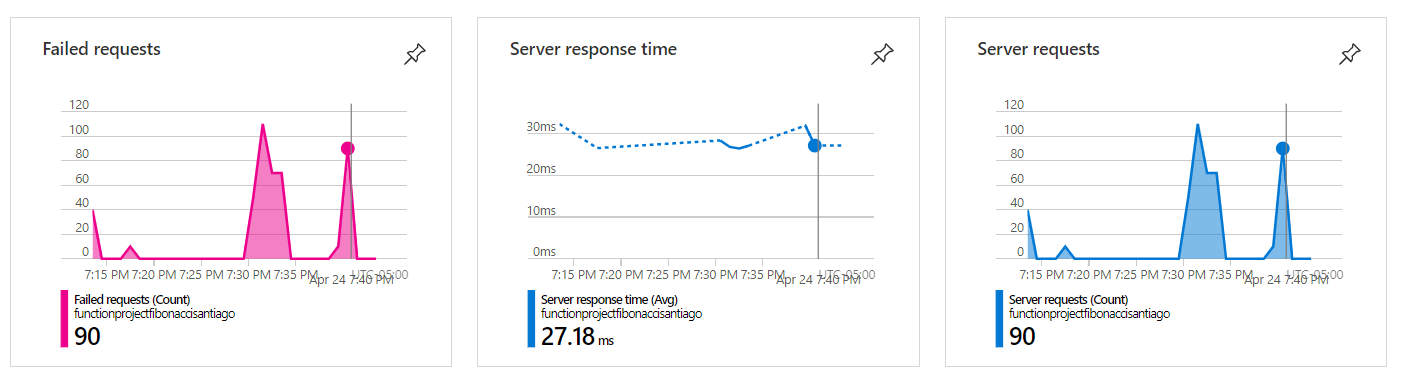 Failed requests
120
100
80
60
40
20
0
7:15 PM 7:20 PM 7:25 PM 7:30 PM 7:35 PM
UTC-05:00
Apr 24 7:40 PM
Failed requests (Count)
functionprojectfibonaccisantiago
90
Server response time
30ms
20ms
10ms
0ms
7:15 PM 7:20 PM 7:25 PM 7:30 PM 7:35 PM
UTC-05:00
Apr 24 7:40 PM
Server response time (Avg)
functionprojectfibonaccisantiago
27.18 ms
Server requests
120
100
80
60
40
20
0
7:15 PM 7:20 PM 7:25 PM 7:30 PM 7:35 PM
UTC-05:00
Apr 24 7:40 PM
Server requests (Count)
functionprojectfibonaccisantiago
90